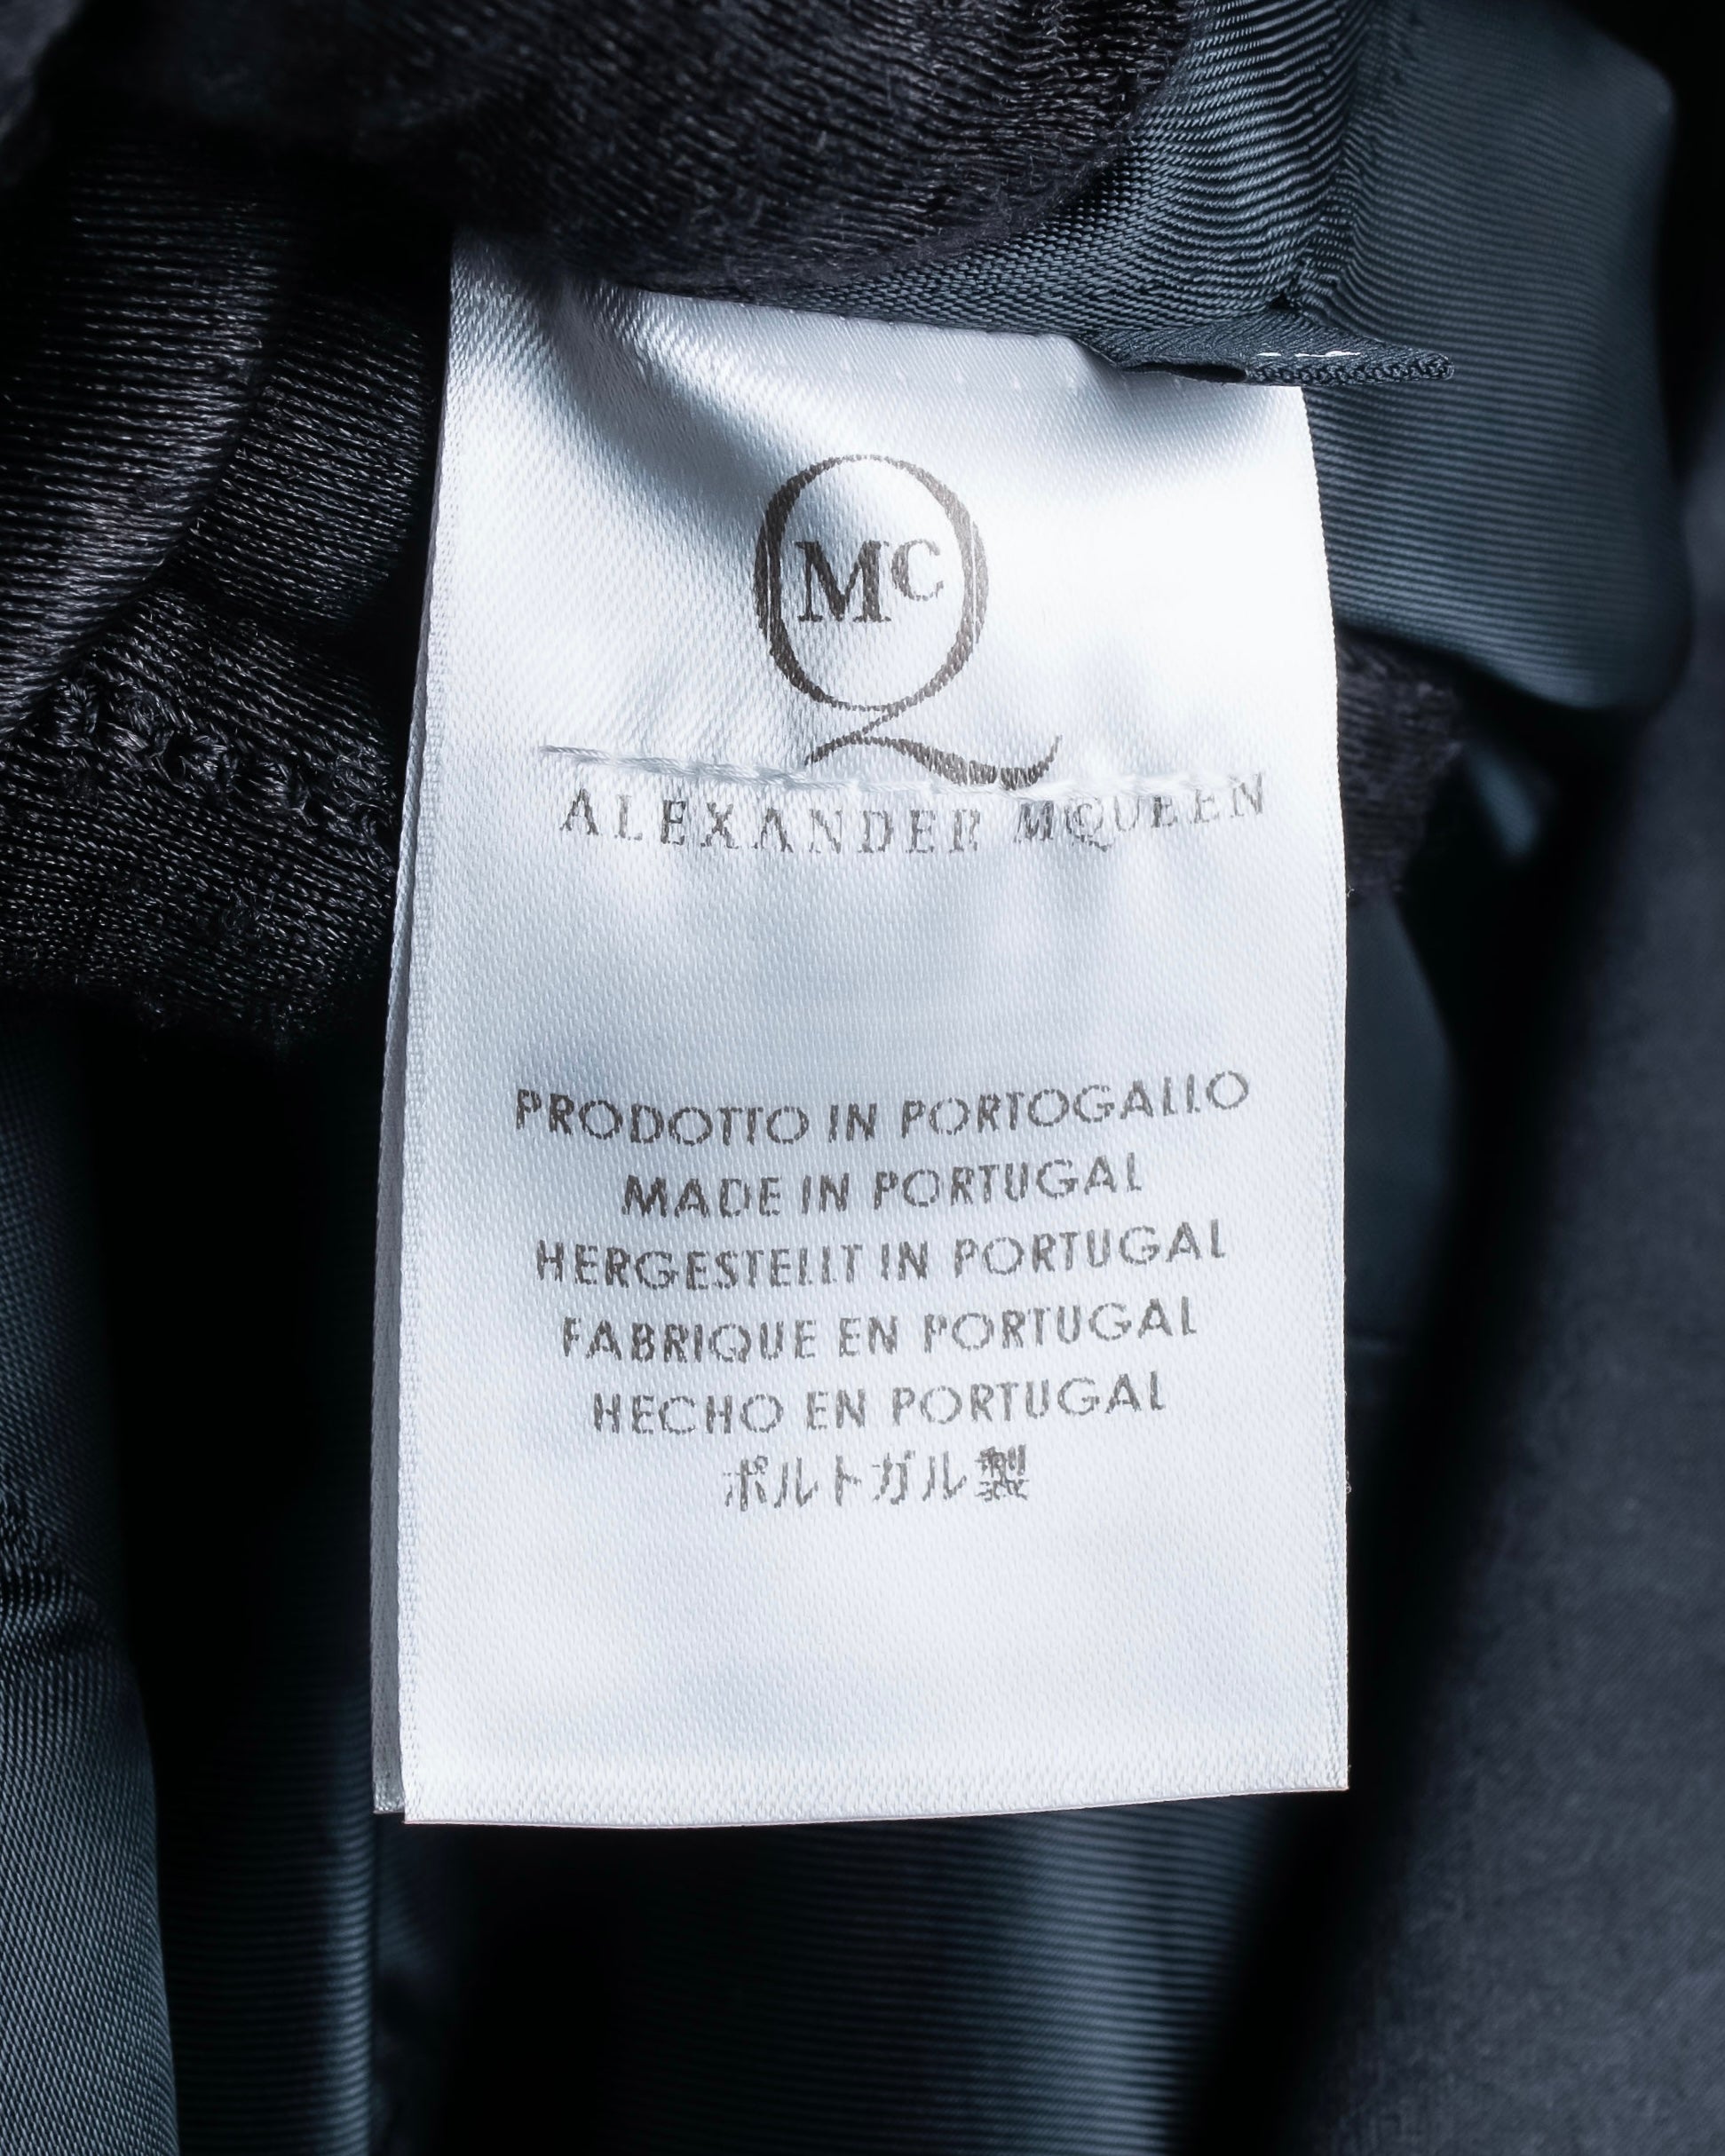 Mc
Q
ALEXANDER MQUEEN
PRODOTTO IN PORTOGALLO
MADE IN PORTUGAL
HERGESTELLT IN PORTUGAL
FABRIQUE EN PORTUGAL
HECHO EN PORTUGAL
ポルトガル製